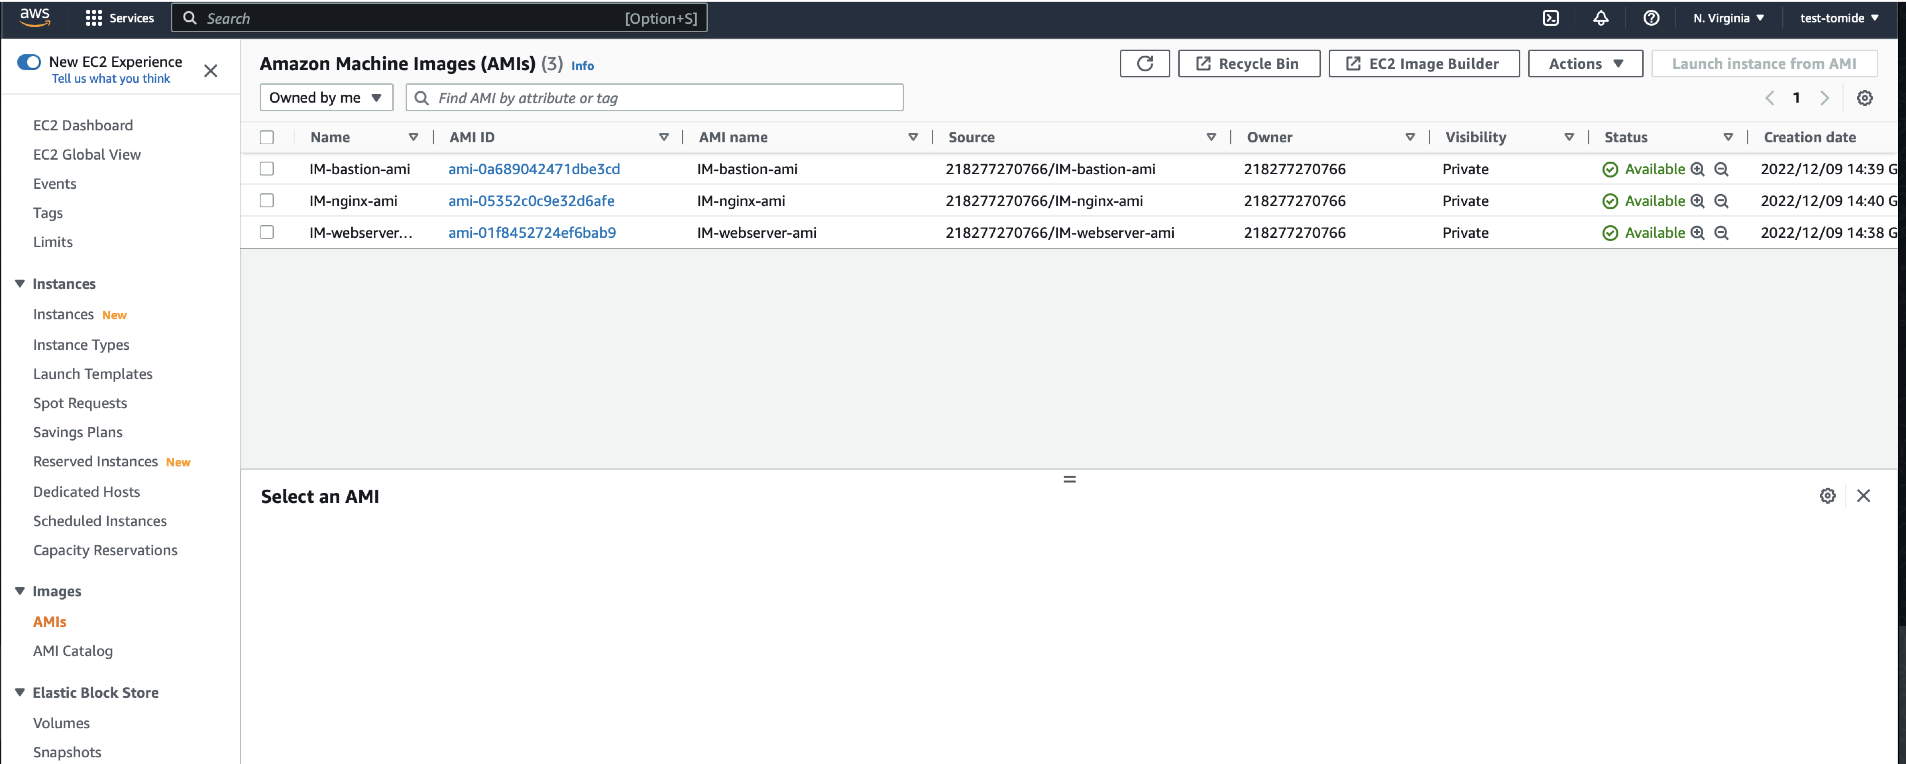 aws Services Search [Option+S] N. Virginia ▼ test-tomide ▼
New EC2 Experience
Tell us what you think
EC2 Dashboard
EC2 Global View
Events
Tags
Limits
Instances
Instances New
Instance Types
Launch Templates
Spot Requests
Savings Plans
Reserved Instances New
Dedicated Hosts
Scheduled Instances
Capacity Reservations
Images
AMIs
AMI Catalog
Elastic Block Store
Volumes
Snapshots
Amazon Machine Images (AMIs) (3) Info Recycle Bin EC2 Image Builder Actions ▼ Launch instance from AMI
Owned by me ▼ Find AMI by attribute or tag 1
Name AMI ID AMI name Source Owner Visibility Status Creation date
IM-bastion-ami ami-0a689042471dbe3cd IM-bastion-ami 218277270766/IM-bastion-ami 218277270766 Private Available 2022/12/09 14:39 G
IM-nginx-ami ami-05352c0c9e32d6afe IM-nginx-ami 218277270766/IM-nginx-ami 218277270766 Private Available 2022/12/09 14:40 G
IM-webserver... ami-01f8452724ef6bab9 IM-webserver-ami 218277270766/IM-webserver-ami 218277270766 Private Available 2022/12/09 14:38 G
Select an AMI